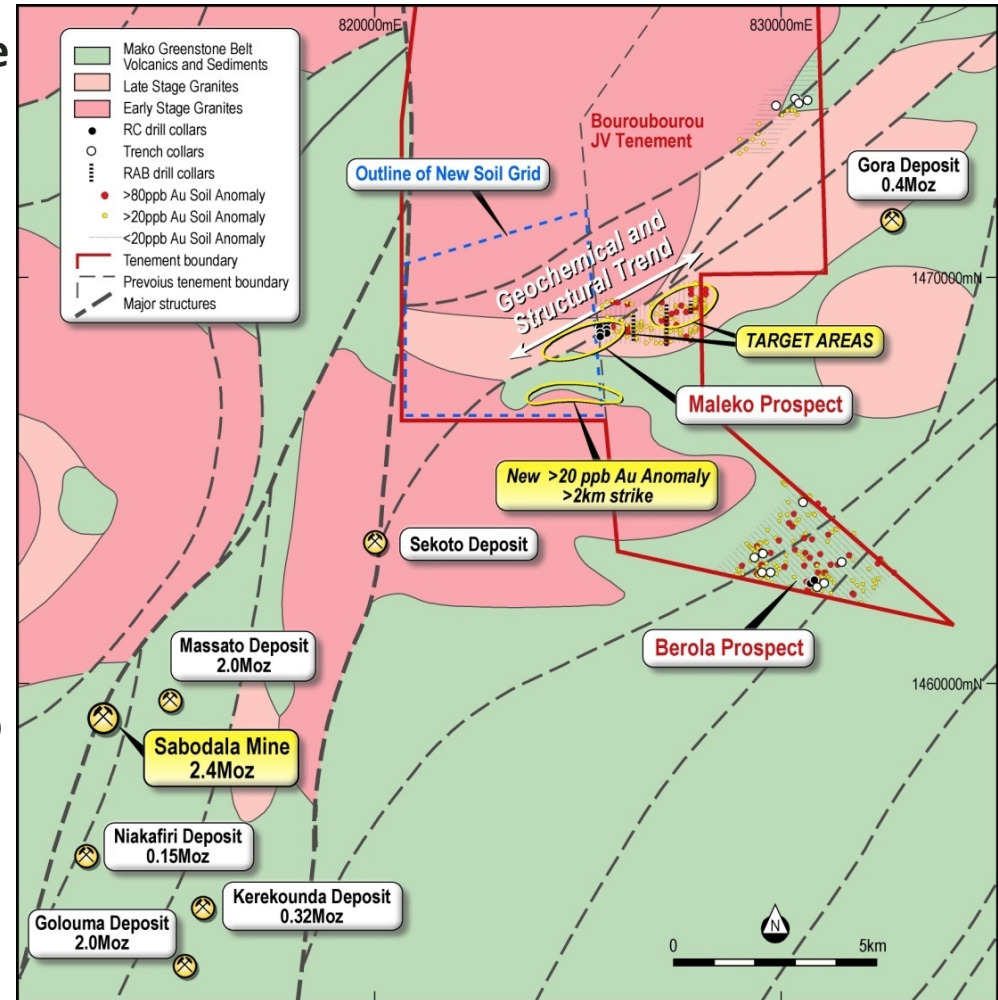 e
820000mE
830000mE
Mako Greenstone Belt
Volcanics and Sediments
Late Stage Granites
Early Stage Granites
RC drill collars
Trench collars
RAB drill collars
>80ppb Au Soil Anomaly
>20ppb Au Soil Anomaly
<20ppb Au Soil Anomaly
Tenement boundary
Prevoius tenement boundary
Major structures
Bouroubourou
JV Tenement
Outline of New Soil Grid
Gora Deposit
0.4Moz
Geochemical and
Structural Trend
1470000mN
TARGET AREAS
Maleko Prospect
New >20 ppb Au Anomaly
>2km strike
Sekoto Deposit
Berola Prospect
Massato Deposit
2.0Moz
1460000mN
)
Sabodala Mine
2.4Moz
Niakafiri Deposit
0.15Moz
Kerekounda Deposit
0.32Moz
Golouma Deposit
2.0Moz
N
0
5km